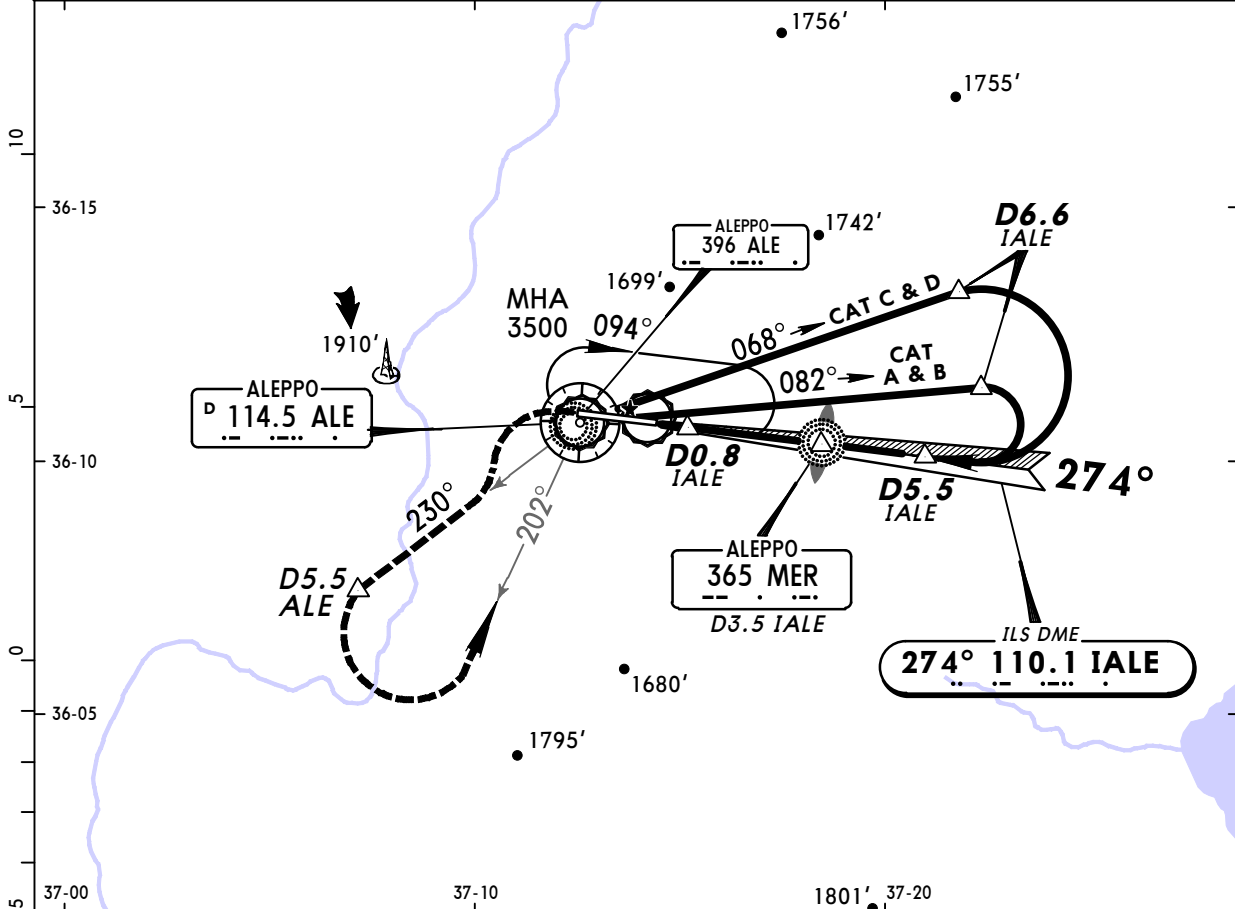 1756'
1755'
10
36-15
ALEPPO
396 ALE
1742'
D6.6
IALE
1699'
MHA
3500
094°
068°
CAT C & D
1910'
CAT
A & B
082°
ALEPPO
D 114.5 ALE
5
36-10
D0.8
IALE
274°
D5.5
IALE
230°
202°
ALEPPO
365 MER
D3.5 IALE
D5.5
ALE
ILS DME
274° 110.1 IALE
0
1680'
36-05
1795'
5
37-00
37-10
1801'
37-20